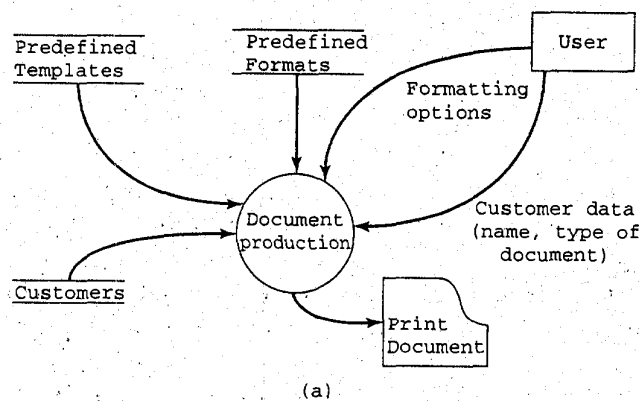 Predefined
Templates
Predefined
Formats
User
Formatting
options
Document
production
Customer data
(name, type of
document)
Customers
Print
Document
(a)